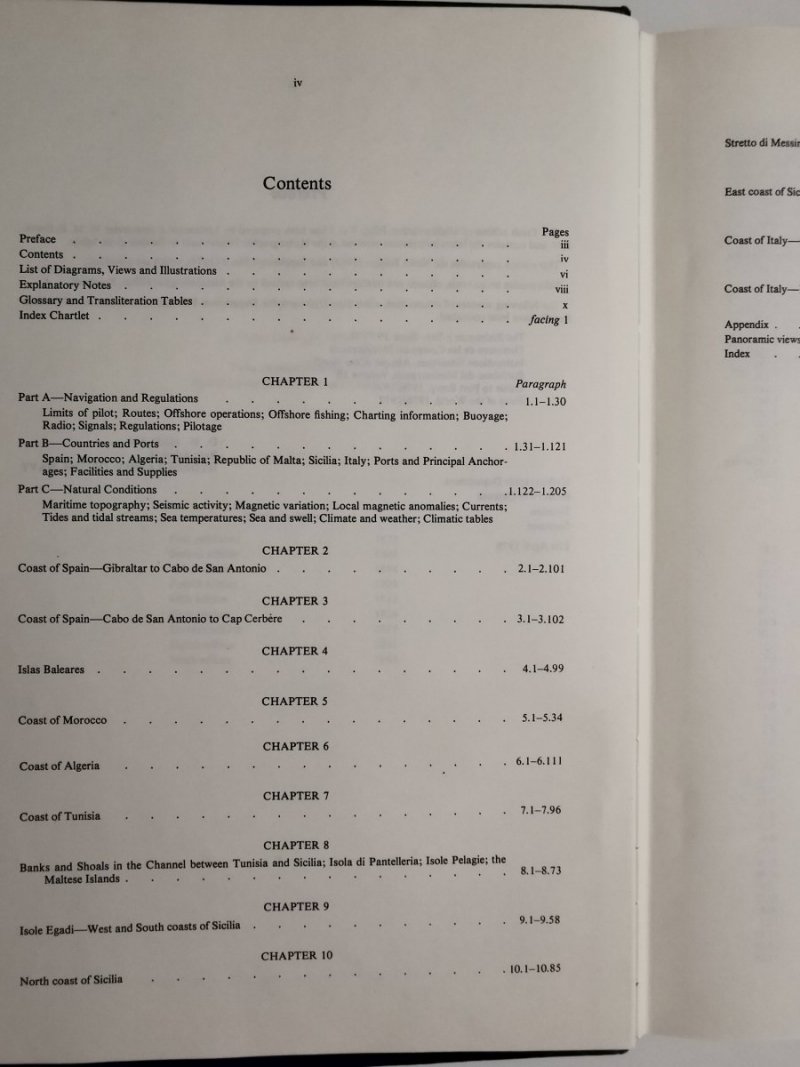 iv
Contents
Pages
Preface . . . . . . . . . . . . . . . . . . iii
Contents . . . . . . . . . . . . . . . . . . iv
List of Diagrams, Views and Illustrations . . . . . . . . . . . . vi
Explanatory Notes . . . . . . . . . . . . . . . . viii
Glossary and Transliteration Tables . . . . . . . . . . . . . x
Index Chartlet . . . . . . . . . . . . . . . . . facing 1
CHAPTER 1
Paragraph
Part A—Navigation and Regulations . . . . . . . . . . . . 1.1–1.30
Limits of pilot; Routes; Offshore operations; Offshore fishing; Charting information; Buoyage;
Radio; Signals; Regulations; Pilotage
Part B—Countries and Ports . . . . . . . . . . . . . . 1.31–1.121
Spain; Morocco; Algeria; Tunisia; Republic of Malta; Sicilia; Italy; Ports and Principal Anchor-
ages; Facilities and Supplies
Part C—Natural Conditions . . . . . . . . . . . . . . 1.122–1.205
Maritime topography; Seismic activity; Magnetic variation; Local magnetic anomalies; Currents;
Tides and tidal streams; Sea temperatures; Sea and swell; Climate and weather; Climatic tables
CHAPTER 2
Coast of Spain—Gibraltar to Cabo de San Antonio . . . . . . . . . . 2.1–2.101
CHAPTER 3
Coast of Spain—Cabo de San Antonio to Cap Cerbére . . . . . . . . . 3.1–3.102
CHAPTER 4
Islas Baleares . . . . . . . . . . . . . . . . . 4.1–4.99
CHAPTER 5
Coast of Morocco . . . . . . . . . . . . . . . . 5.1–5.34
CHAPTER 6
Coast of Algeria . . . . . . . . . . . . . . . . 6.1–6.111
CHAPTER 7
Coast of Tunisia . . . . . . . . . . . . . . . . 7.1–7.96
CHAPTER 8
Banks and Shoals in the Channel between Tunisia and Sicilia; Isola di Pantelleria; Isole Pelagie; the
Maltese Islands . . . . . . . . . . . . . . . . 8.1–8.73
CHAPTER 9
Isole Egadi—West and South coasts of Sicilia . . . . . . . . . . . 9.1–9.58
CHAPTER 10
North coast of Sicilia . . . . . . . . . . . . . . . 10.1–10.85
Stretto di Messin
East coast of Sic
Coast of Italy—
Coast of Italy—
Appendix . .
Panoramic views
Index . .